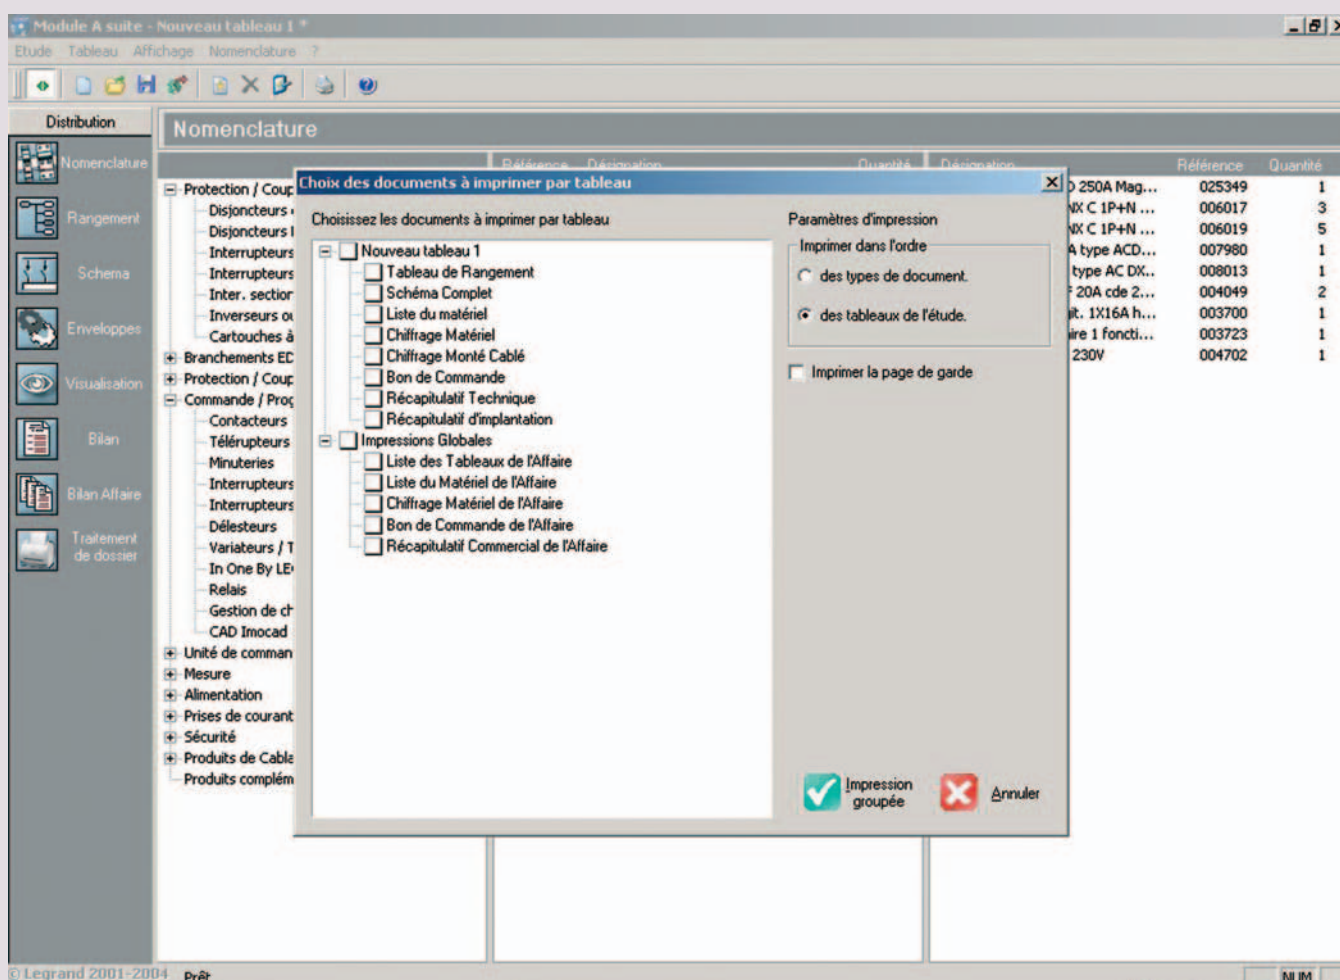 Module A suite - Nouveau tableau 1 *
Etude Tableau Affichage Nomenclature ?
Distribution
Nomenclature
Rangement
Schema
Enveloppes
Visualisation
Bilan
Bilan Affaire
Traitement
de dossier
Nomenclature
Référence Désignation Quantité
Désignation Référence Quantité
Protection / Coup
Disjoncteurs
Disjoncteurs
Interrupteurs
Interrupteurs
Inter. section
Inverseurs ou
Cartouches à
Branchements ED
Protection / Coup
Commande / Prog
Contacteurs
Télérupteurs
Minuteries
Interrupteurs
Interrupteurs
Délesteurs
Variateurs / T
In One By LE
Relais
Gestion de ch
CAD Imocad
Unité de comman
Mesure
Alimentation
Prises de courant
Sécurité
Produits de Cabla
Produits complém
Choix des documents à imprimer par tableau
Choisissez les documents à imprimer par tableau
Nouveau tableau 1
Tableau de Rangement
Schéma Complet
Liste du matériel
Chiffrage Matériel
Chiffrage Monté Cablé
Bon de Commande
Récapitulatif Technique
Récapitulatif d'implantation
Impressions Globales
Liste des Tableaux de l'Affaire
Liste du Matériel de l'Affaire
Chiffrage Matériel de l'Affaire
Bon de Commande de l'Affaire
Récapitulatif Commercial de l'Affaire
Paramètres d'impression
Imprimer dans l'ordre
des types de document.
des tableaux de l'étude.
Imprimer la page de garde
Impression
groupée
Annuler
250A Mag... 025349 1
NX C 1P+N ... 006017 3
NX C 1P+N ... 006019 5
A type ACD... 007980 1
type AC DX.. 008013 1
20A cde 2... 004049 2
it. 1X16A h... 003700 1
ire 1 foncti... 003723 1
230V 004702 1
© Legrand 2001-2004 Prêt
NUM